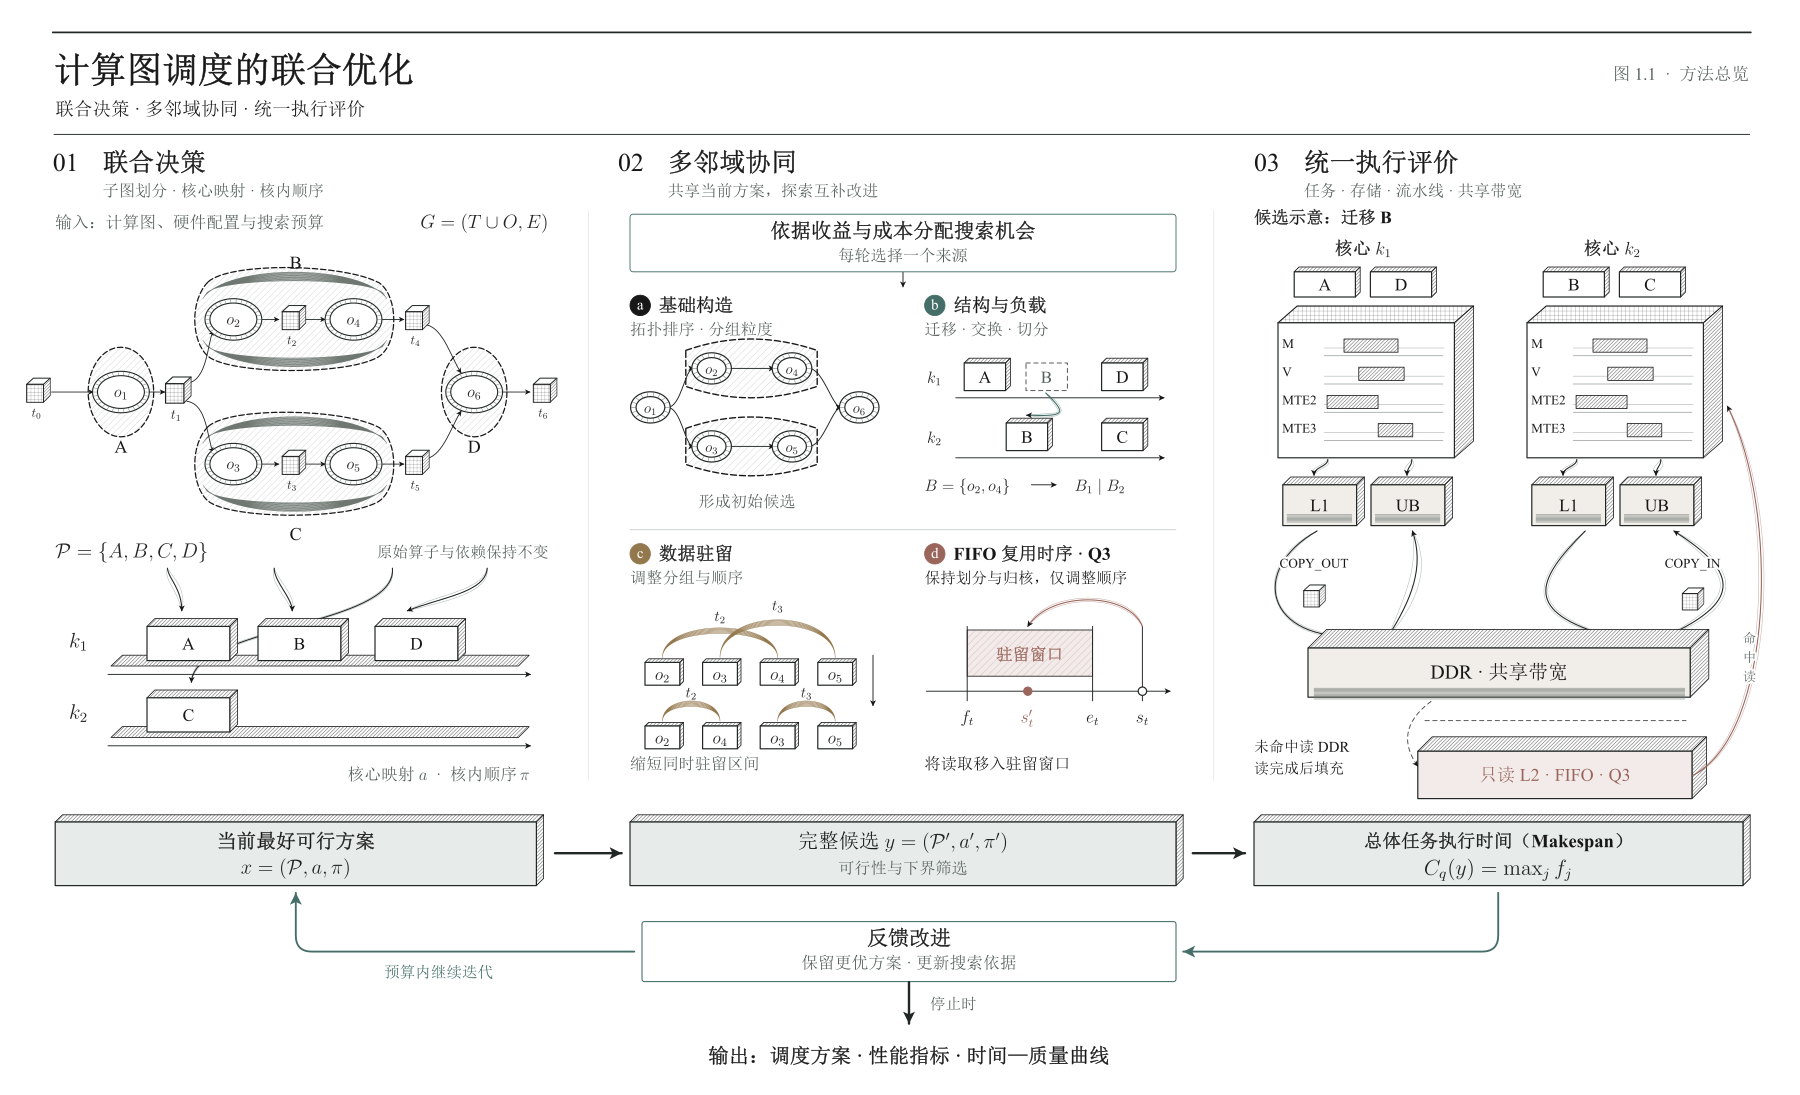 计算图调度的联合优化
图 1.1 · 方法总览
联合决策 · 多邻域协同 · 统一执行评价
01 联合决策
子图划分 · 核心映射 · 核内顺序
输入：计算图、硬件配置与搜索预算
G = (T ∪ O, E)
B
o₂
t₂
o₄
t₄
t₀
o₁
t₁
o₆
t₆
A
D
o₃
t₃
o₅
t₅
C
𝒫 = {A, B, C, D}
原始算子与依赖保持不变
k₁
A
B
D
k₂
C
核心映射 a · 核内顺序 π
02 多邻域协同
共享当前方案，探索互补改进
依据收益与成本分配搜索机会
每轮选择一个来源
a 基础构造
拓扑排序 · 分组粒度
o₂
o₄
o₁
o₆
o₃
o₅
形成初始候选
b 结构与负载
迁移 · 交换 · 切分
k₁
A
B
D
k₂
B
C
B = {o₂, o₄} → B₁ | B₂
c 数据驻留
调整分组与顺序
t₂
t₃
o₂
o₃
o₄
o₅
t₂
t₃
o₂
o₄
o₃
o₅
缩短同时驻留区间
d FIFO 复用时序 · Q3
保持划分与归核，仅调整顺序
驻留窗口
fₜ
s′ₜ
eₜ
sₜ
将读取移入驻留窗口
03 统一执行评价
任务 · 存储 · 流水线 · 共享带宽
候选示意：迁移 B
核心 k₁
核心 k₂
A
D
B
C
M
V
MTE2
MTE3
M
V
MTE2
MTE3
L1
UB
L1
UB
COPY_OUT
COPY_IN
DDR · 共享带宽
命中读
未命中读 DDR
读完成后填充
只读 L2 · FIFO · Q3
当前最好可行方案
x = (𝒫, a, π)
完整候选 y = (𝒫′, a′, π′)
可行性与下界筛选
总体任务执行时间（Makespan）
C_q(y) = maxⱼ fⱼ
反馈改进
保留更优方案 · 更新搜索依据
预算内继续迭代
停止时
输出：调度方案 · 性能指标 · 时间—质量曲线